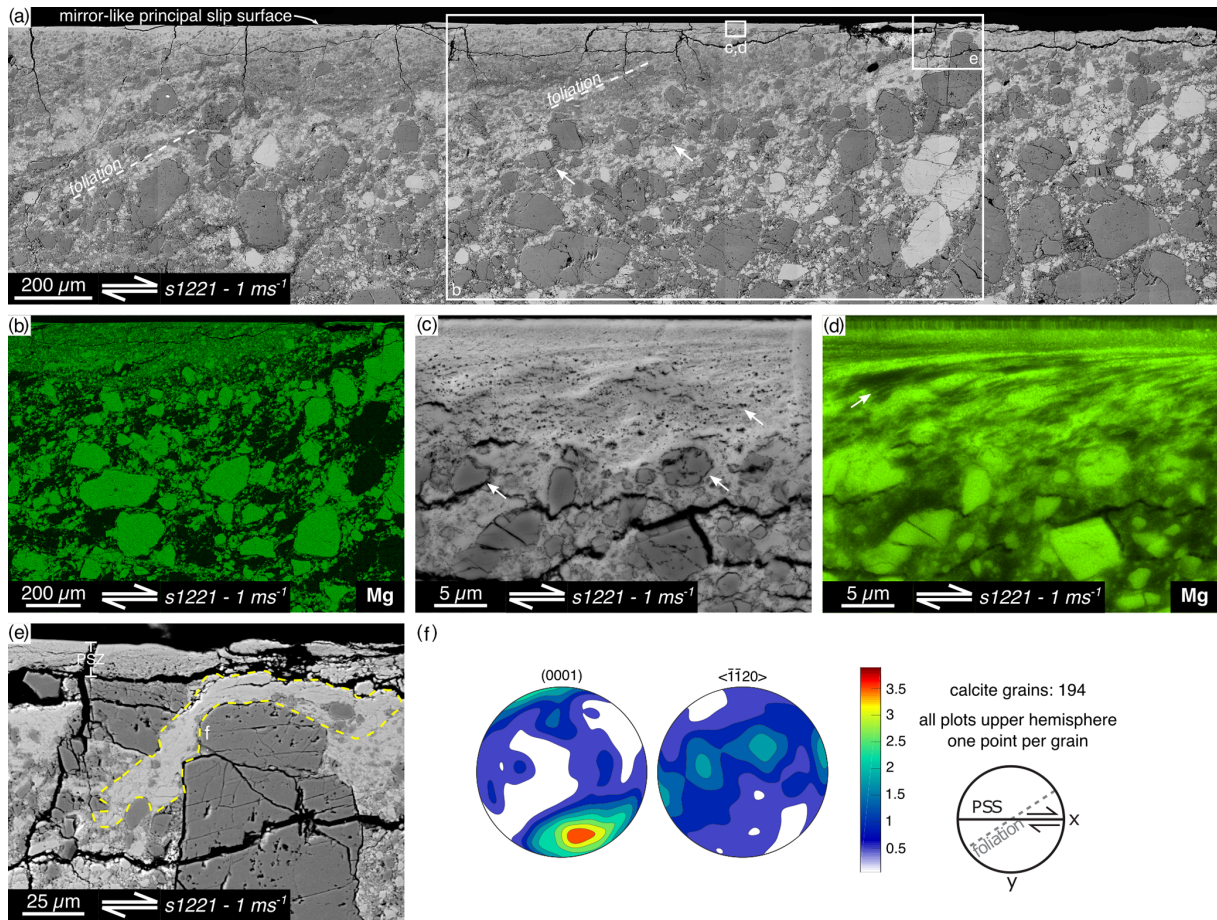 (a)
mirror-like principal slip surface
c,d
e
foliation
foliation
b
200 µm
s1221 - 1 ms⁻¹
(b)
200 µm
s1221 - 1 ms⁻¹
Mg
(c)
5 µm
s1221 - 1 ms⁻¹
(d)
5 µm
s1221 - 1 ms⁻¹
Mg
(e)
PSZ
f
25 µm
s1221 - 1 ms⁻¹
(f)
(0001)
<1̄1̄20>
3.5
3
2.5
2
1.5
1
0.5
calcite grains: 194
all plots upper hemisphere
one point per grain
PSS
x
foliation
y